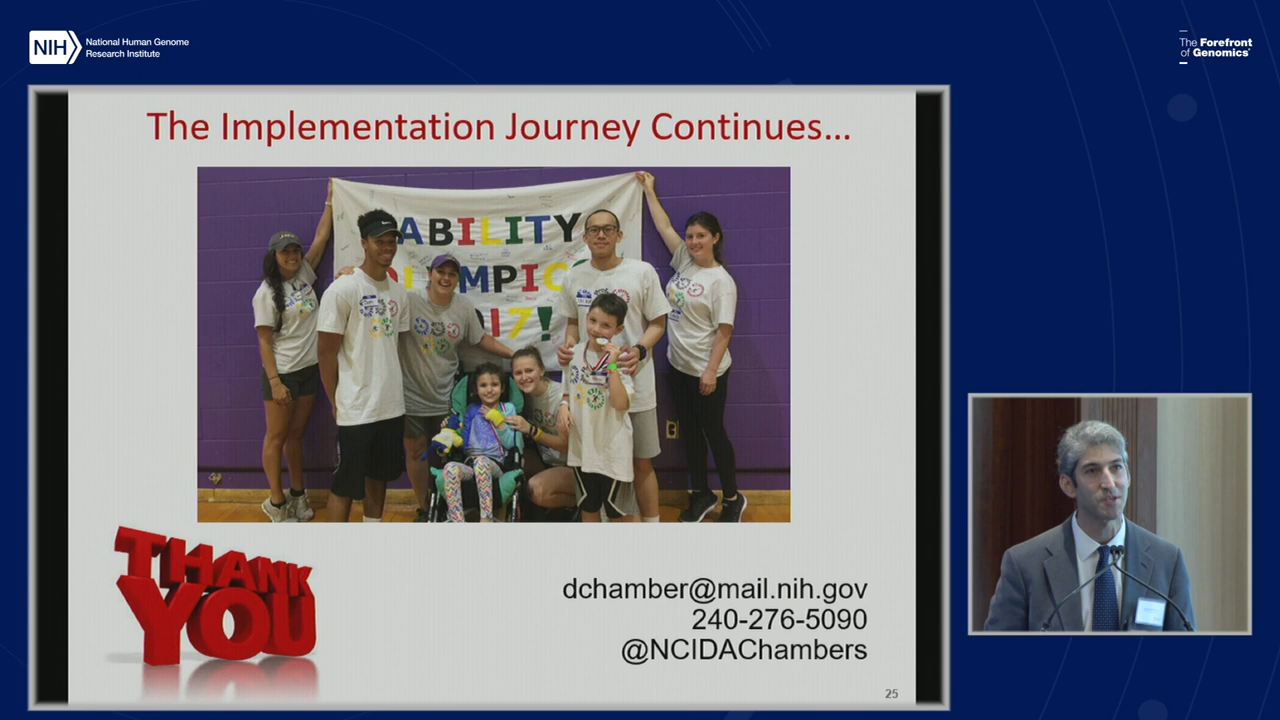 NIH
National Human Genome
Research Institute
The Forefront
of Genomics®
The Implementation Journey Continues...
ABILITY
17!
THANK
YOU
dchamber@mail.nih.gov
240-276-5090
@NCIDAChambers
25